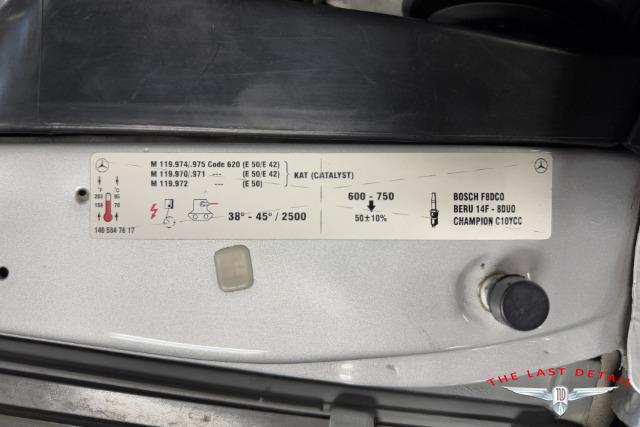 M 119.974/.975 Code 620 (E 50/E 42)
M 119.970/.971 --- (E 50/E 42)
M 119.972 --- (E 50)
KAT (CATALYST)
°F °C
203 95
158 70
140 584 76 17
38° - 45° / 2500
600 - 750
50±10%
BOSCH F8DC0
BERU 14F - 8DU0
CHAMPION C10YCC
THE LAST DETAIL
TLD